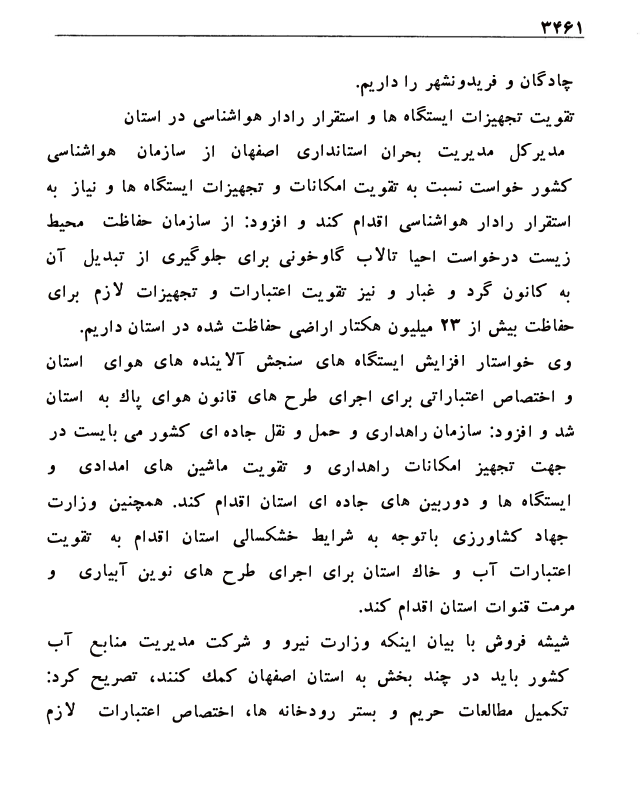 ۳۴۶۱
چادگان و فریدونشهر را داریم.
تقویت تجهیزات ایستگاه ها و استقرار رادار هواشناسی در استان
مدیرکل مدیریت بحران استانداری اصفهان از سازمان هواشناسی
کشور خواست نسبت به تقویت امکانات و تجهیزات ایستگاه ها و نیاز به
استقرار رادار هواشناسی اقدام کند و افزود: از سازمان حفاظت محیط
زیست درخواست احیا تالاب گاوخونی برای جلوگیری از تبدیل آن
به کانون گرد و غبار و نیز تقویت اعتبارات و تجهیزات لازم برای
حفاظت بیش از ۲۳ میلیون هکتار اراضی حفاظت شده در استان داریم.
وی خواستار افزایش ایستگاه های سنجش آلاینده های هوای استان
و اختصاص اعتباراتی برای اجرای طرح های قانون هوای پاك به استان
شد و افزود: سازمان راهداری و حمل و نقل جاده ای کشور می بایست در
جهت تجهیز امکانات راهداری و تقویت ماشین های امدادی و
ایستگاه ها و دوربین های جاده ای استان اقدام کند. همچنین وزارت
جهاد کشاورزی باتوجه به شرایط خشکسالی استان اقدام به تقویت
اعتبارات آب و خاك استان برای اجرای طرح های نوین آبیاری و
مرمت قنوات استان اقدام کند.
شیشه فروش با بیان اینکه وزارت نیرو و شرکت مدیریت منابع آب
کشور باید در چند بخش به استان اصفهان کمك کنند، تصریح کرد:
تکمیل مطالعات حریم و بستر رودخانه ها، اختصاص اعتبارات لازم